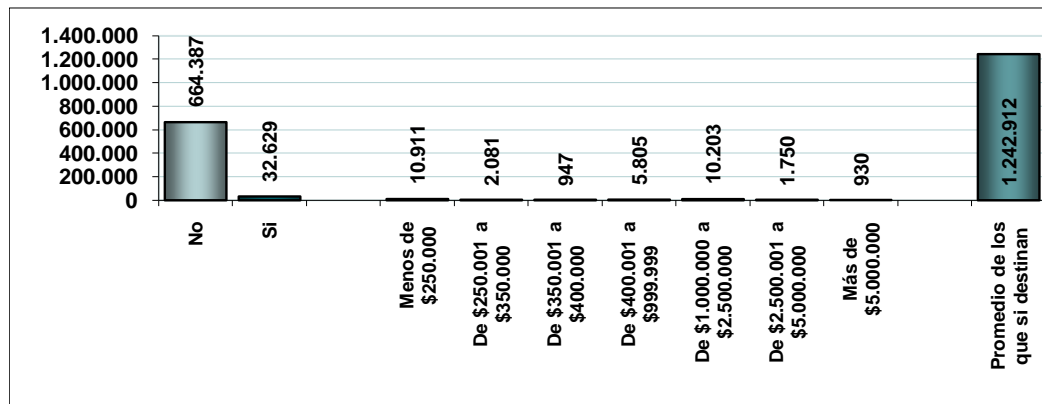 1.400.000
1.200.000
1.000.000
800.000
600.000
400.000
200.000
0
664.387
32.629
10.911
2.081
947
5.805
10.203
1.750
930
1.242.912
No
Si
Menos de
$250.000
De $250.001 a
$350.000
De $350.001 a
$400.000
De $400.001 a
$999.999
De $1.000.000 a
$2.500.000
De $2.500.001 a
$5.000.000
Más de
$5.000.000
Promedio de los
que si destinan